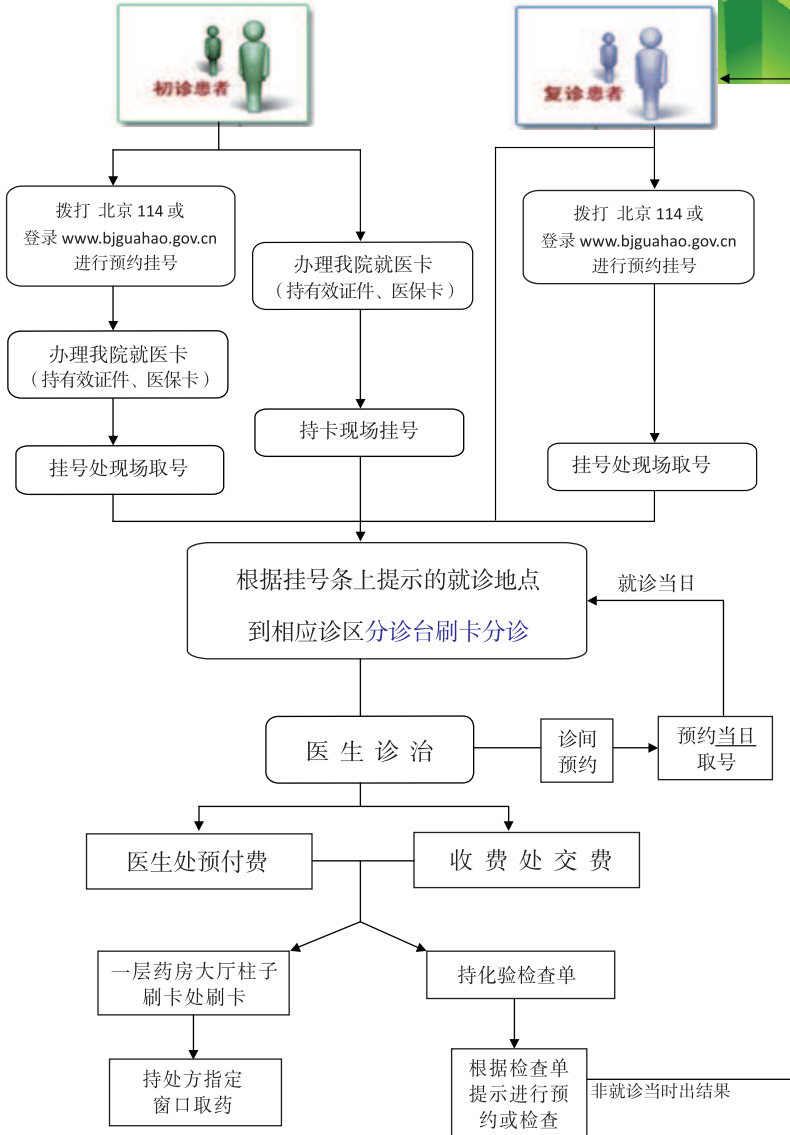 初诊患者
复诊患者
拨打 北京 114 或
登录 www.bjguahao.gov.cn
进行预约挂号
办理我院就医卡
（持有效证件、医保卡）
拨打 北京 114 或
登录 www.bjguahao.gov.cn
进行预约挂号
办理我院就医卡
（持有效证件、医保卡）
持卡现场挂号
挂号处现场取号
挂号处现场取号
根据挂号条上提示的就诊地点
到相应诊区分诊台刷卡分诊
就诊当日
医 生 诊 治
诊间
预约
预约当日
取号
医生处预付费
收 费 处 交 费
一层药房大厅柱子
刷卡处刷卡
持化验检查单
持处方指定
窗口取药
根据检查单
提示进行预
约或检查
非就诊当时出结果